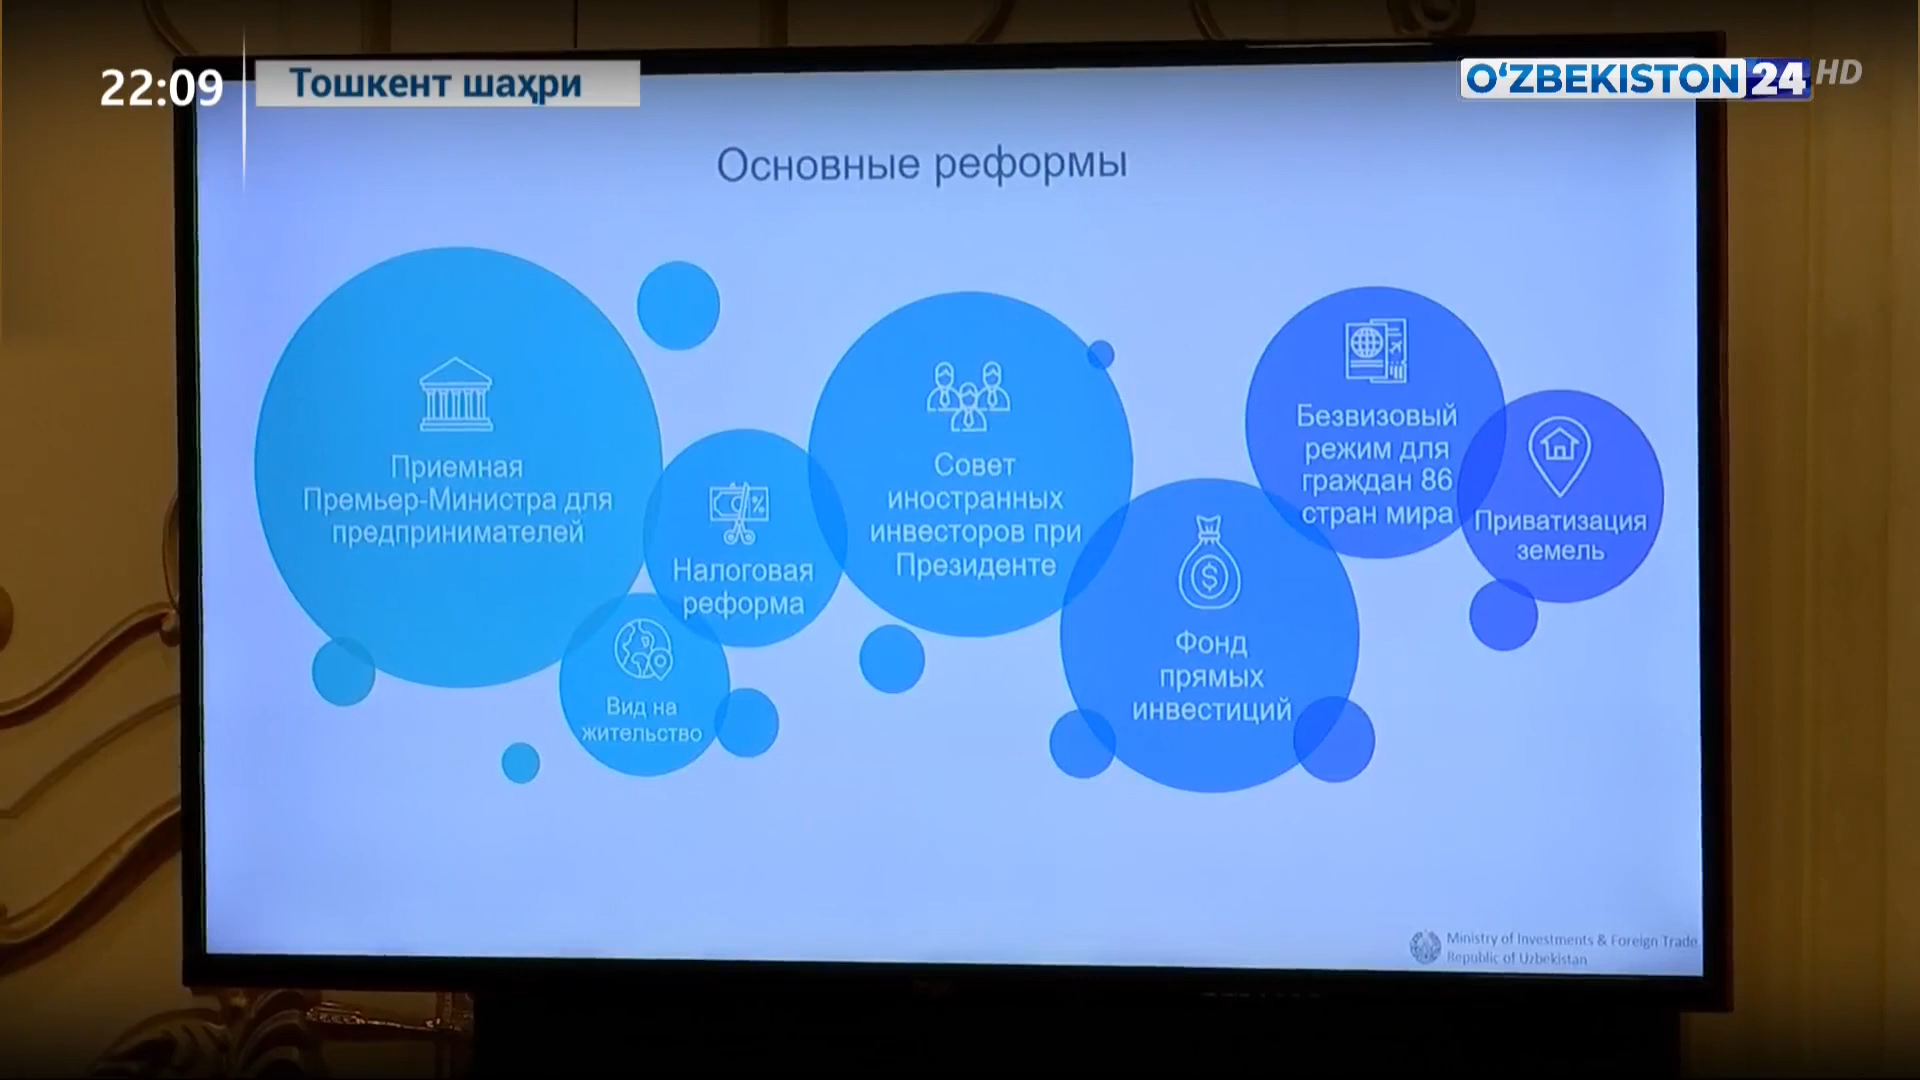 22:09
Тошкент шаҳри
O‘ZBEKISTON 24 HD
Основные реформы
Приемная
Премьер-Министра для
предпринимателей
Налоговая
реформа
Вид на
жительство
Совет
иностранных
инвесторов при
Президенте
Фонд
прямых
инвестиций
Безвизовый
режим для
граждан 86
стран мира
Приватизация
земель
Ministry of Investments & Foreign Trade
Republic of Uzbekistan